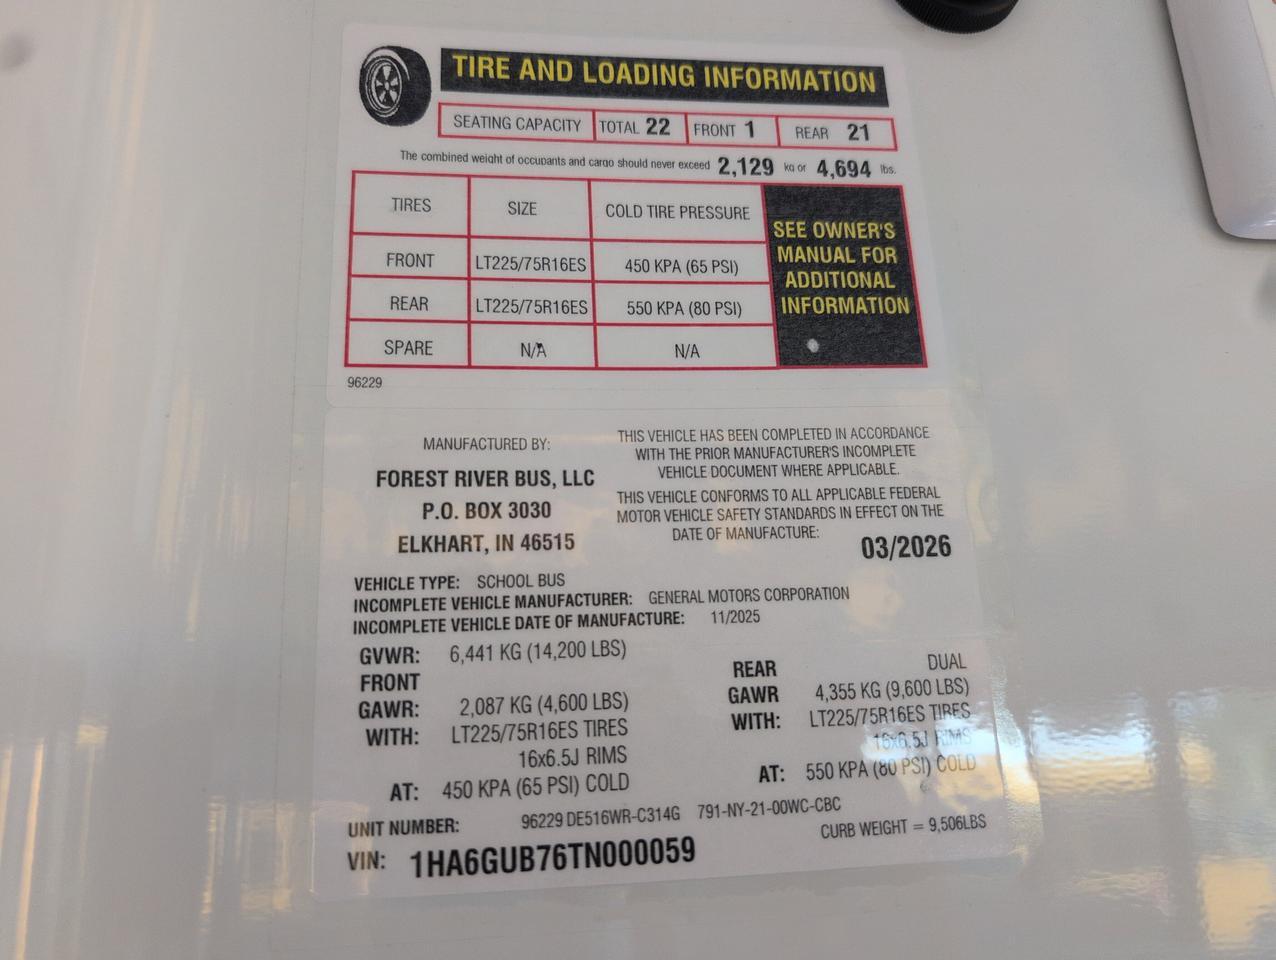 TIRE AND LOADING INFORMATION
SEATING CAPACITY TOTAL 22 FRONT 1 REAR 21
The combined weight of occupants and cargo should never exceed 2,129 kg or 4,694 lbs.
TIRES SIZE COLD TIRE PRESSURE
FRONT LT225/75R16ES 450 KPA (65 PSI)
REAR LT225/75R16ES 550 KPA (80 PSI)
SPARE N/A N/A
SEE OWNER'S
MANUAL FOR
ADDITIONAL
INFORMATION
96229
MANUFACTURED BY:
FOREST RIVER BUS, LLC
P.O. BOX 3030
ELKHART, IN 46515
THIS VEHICLE HAS BEEN COMPLETED IN ACCORDANCE
WITH THE PRIOR MANUFACTURER'S INCOMPLETE
VEHICLE DOCUMENT WHERE APPLICABLE.
THIS VEHICLE CONFORMS TO ALL APPLICABLE FEDERAL
MOTOR VEHICLE SAFETY STANDARDS IN EFFECT ON THE
DATE OF MANUFACTURE:
03/2026
VEHICLE TYPE: SCHOOL BUS
INCOMPLETE VEHICLE MANUFACTURER: GENERAL MOTORS CORPORATION
INCOMPLETE VEHICLE DATE OF MANUFACTURE: 11/2025
GVWR: 6,441 KG (14,200 LBS)
FRONT
GAWR: 2,087 KG (4,600 LBS)
WITH: LT225/75R16ES TIRES
16x6.5J RIMS
AT: 450 KPA (65 PSI) COLD
REAR DUAL
GAWR 4,355 KG (9,600 LBS)
WITH: LT225/75R16ES TIRES
16x6.5J RIMS
AT: 550 KPA (80 PSI) COLD
UNIT NUMBER: 96229 DE516WR-C314G 791-NY-21-00WC-CBC
CURB WEIGHT = 9,506LBS
VIN: 1HA6GUB76TN000059